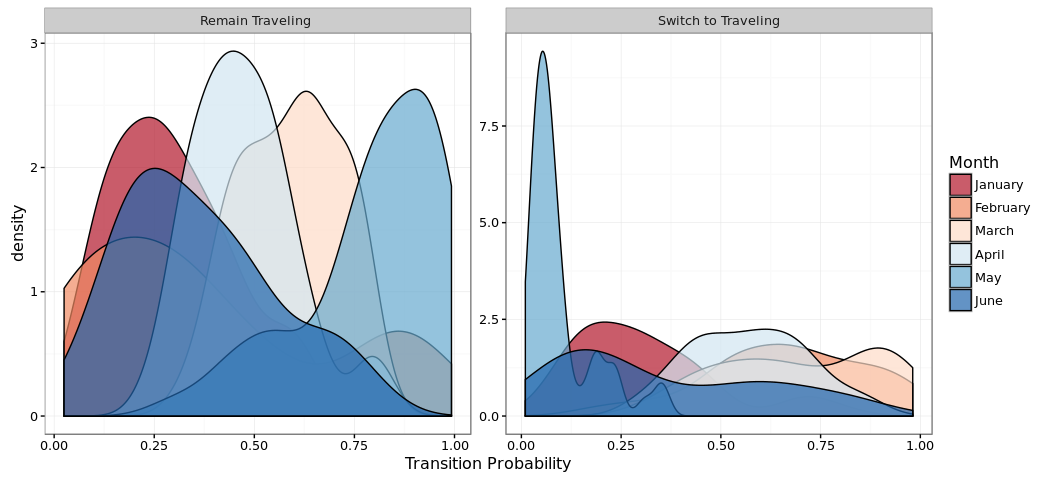 Remain Traveling
Switch to Traveling
density
3
2
1
0
7.5
5.0
2.5
0.0
0.00 0.25 0.50 0.75 1.00
0.00 0.25 0.50 0.75 1.00
Transition Probability
Month
January
February
March
April
May
June